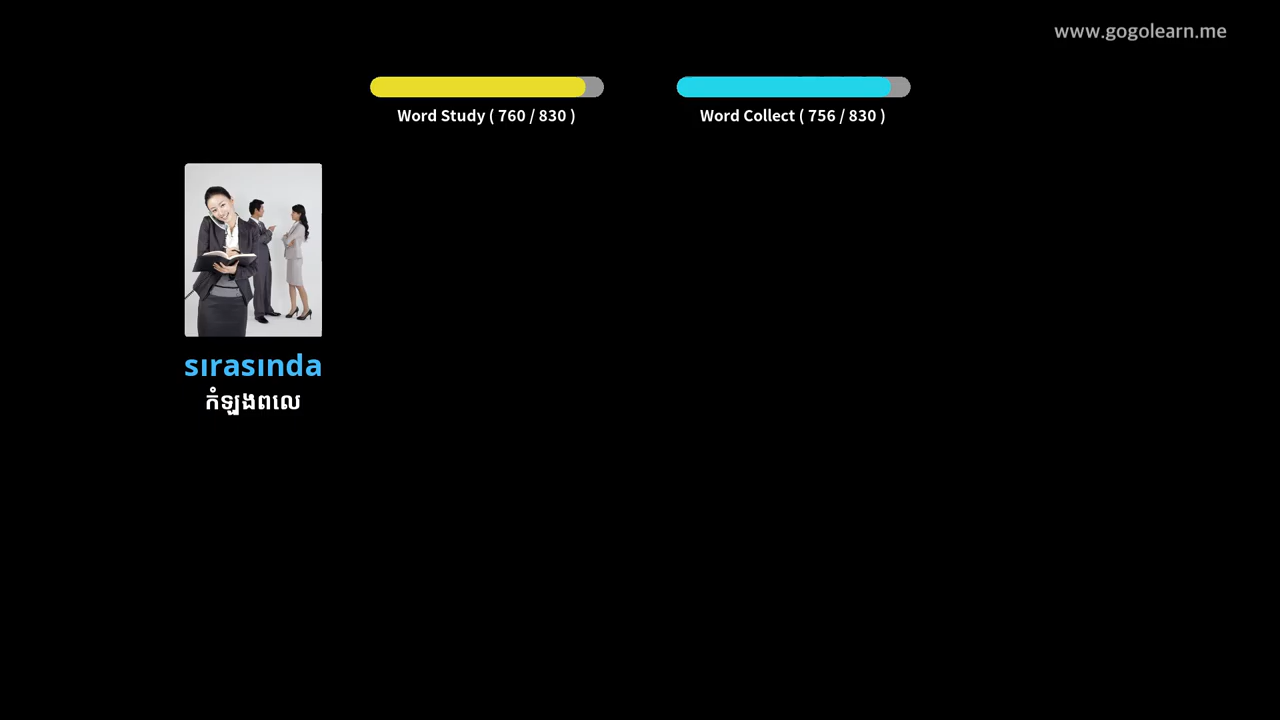 www.gogolearn.me
Word Study ( 760 / 830 )
Word Collect ( 756 / 830 )
sırasında
កំឡុងពលេ